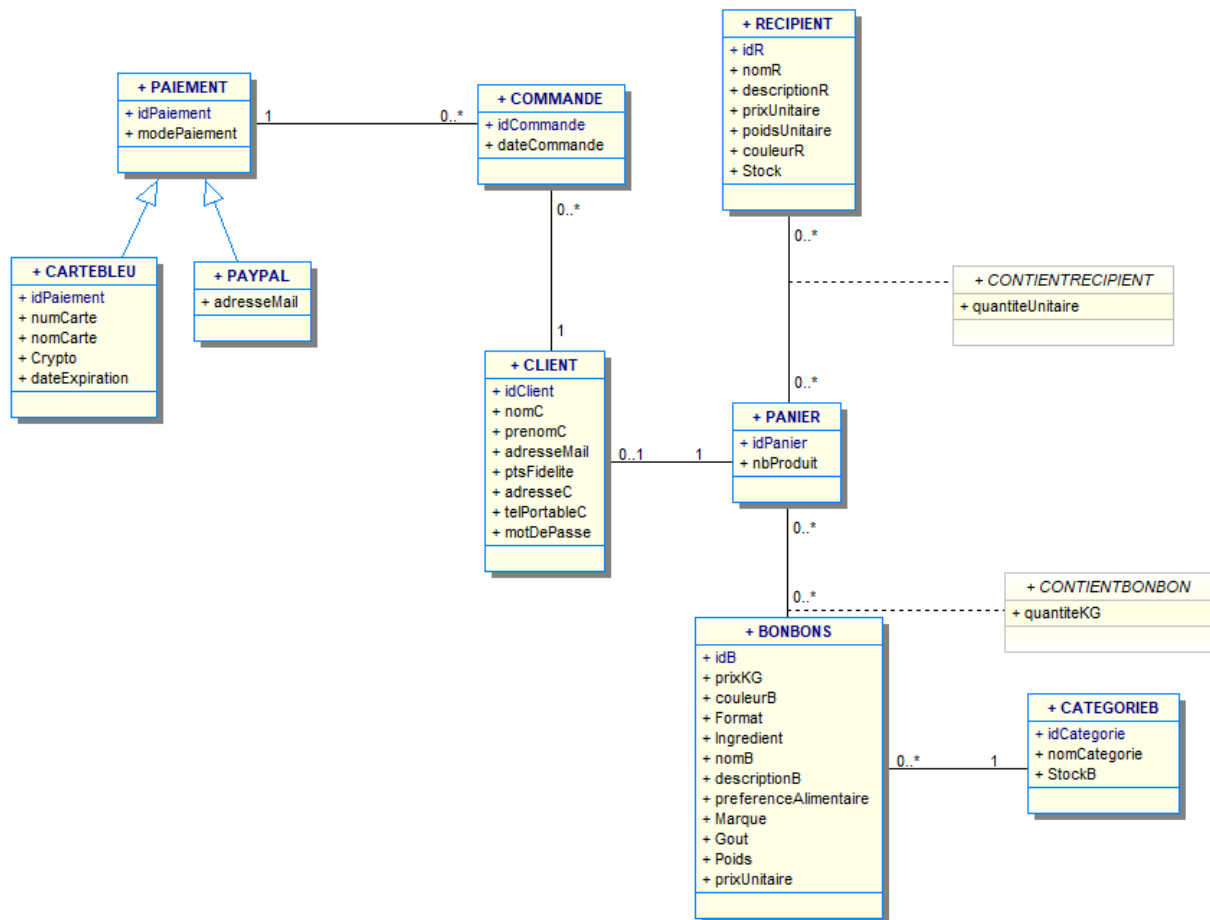 + RECIPIENT
+ idR
+ nomR
+ descriptionR
+ prixUnitaire
+ poidsUnitaire
+ couleurR
+ Stock
+ PAIEMENT
+ idPaiement
+ modePaiement
1
0..*
+ COMMANDE
+ idCommande
+ dateCommande
0..*
0..*
+ CARTEBLEU
+ idPaiement
+ numCarte
+ nomCarte
+ Crypto
+ dateExpiration
+ PAYPAL
+ adresseMail
+ CONTIENTRECIPIENT
+ quantiteUnitaire
1
+ CLIENT
+ idClient
+ nomC
+ prenomC
+ adresseMail
+ ptsFidelite
+ adresseC
+ telPortableC
+ motDePasse
0..1
1
0..*
+ PANIER
+ idPanier
+ nbProduit
0..*
0..*
+ CONTIENTBONBON
+ quantiteKG
+ BONBONS
+ idB
+ prixKG
+ couleurB
+ Format
+ Ingredient
+ nomB
+ descriptionB
+ preferenceAlimentaire
+ Marque
+ Gout
+ Poids
+ prixUnitaire
0..*
1
+ CATEGORIEB
+ idCategorie
+ nomCategorie
+ StockB